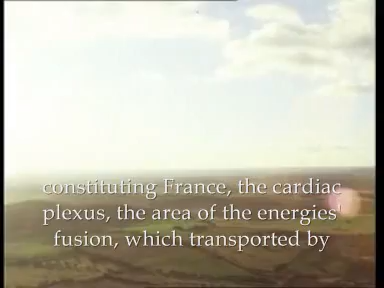 constituting France, the cardiac
plexus, the area of the energies'
fusion, which transported by